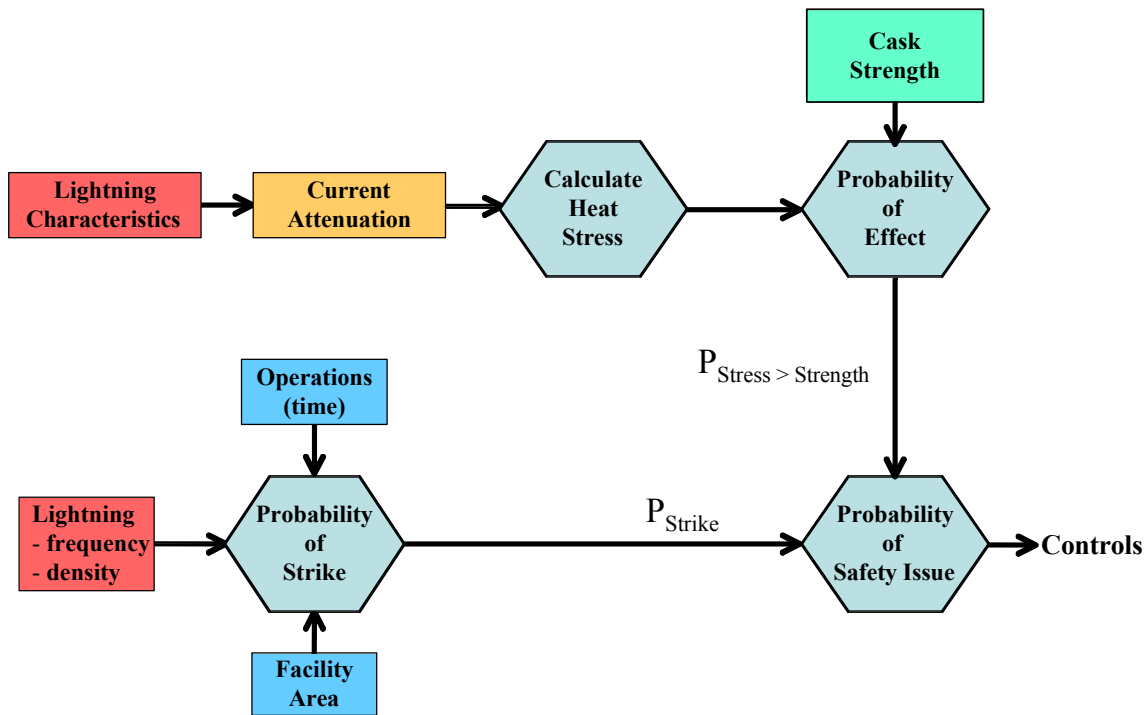 Cask
Strength
Lightning
Characteristics
Current
Attenuation
Calculate
Heat
Stress
Probability
of
Effect
P Stress > Strength
Operations
(time)
Lightning
- frequency
- density
Probability
of
Strike
P Strike
Probability
of
Safety Issue
Controls
Facility
Area